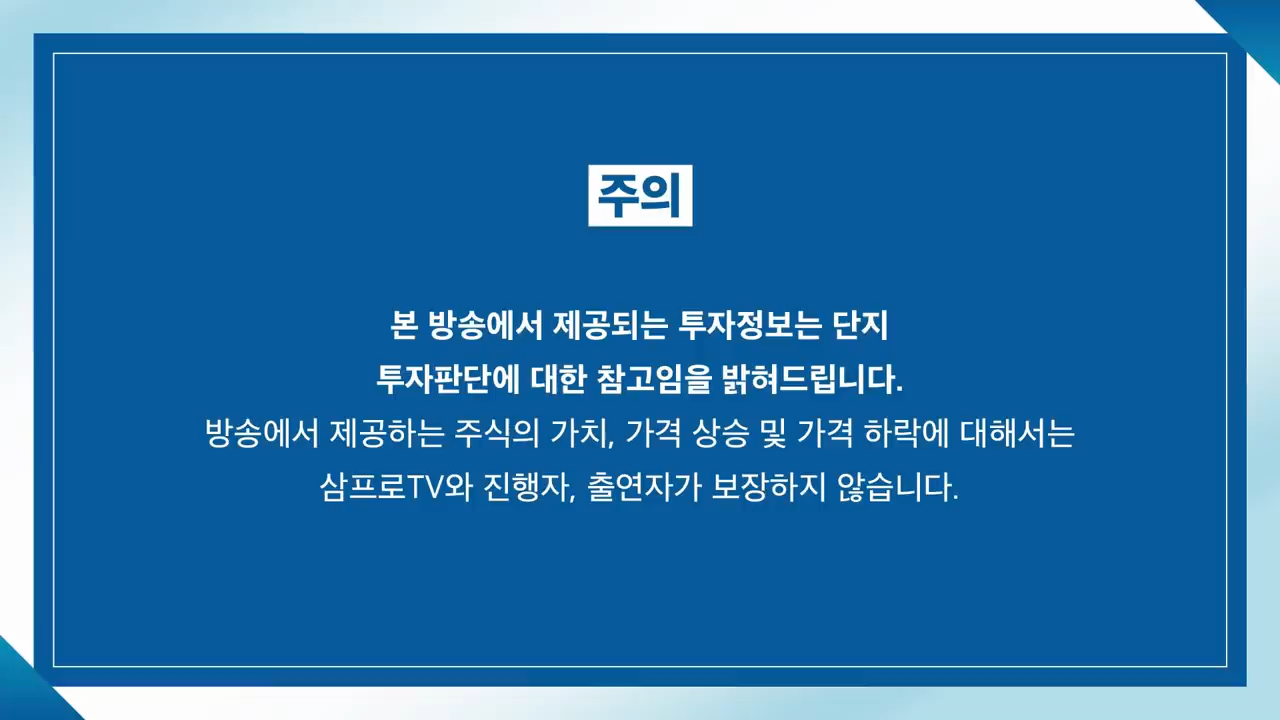 주의
본 방송에서 제공되는 투자정보는 단지
투자판단에 대한 참고임을 밝혀드립니다.
방송에서 제공하는 주식의 가치, 가격 상승 및 가격 하락에 대해서는
삼프로TV와 진행자, 출연자가 보장하지 않습니다.